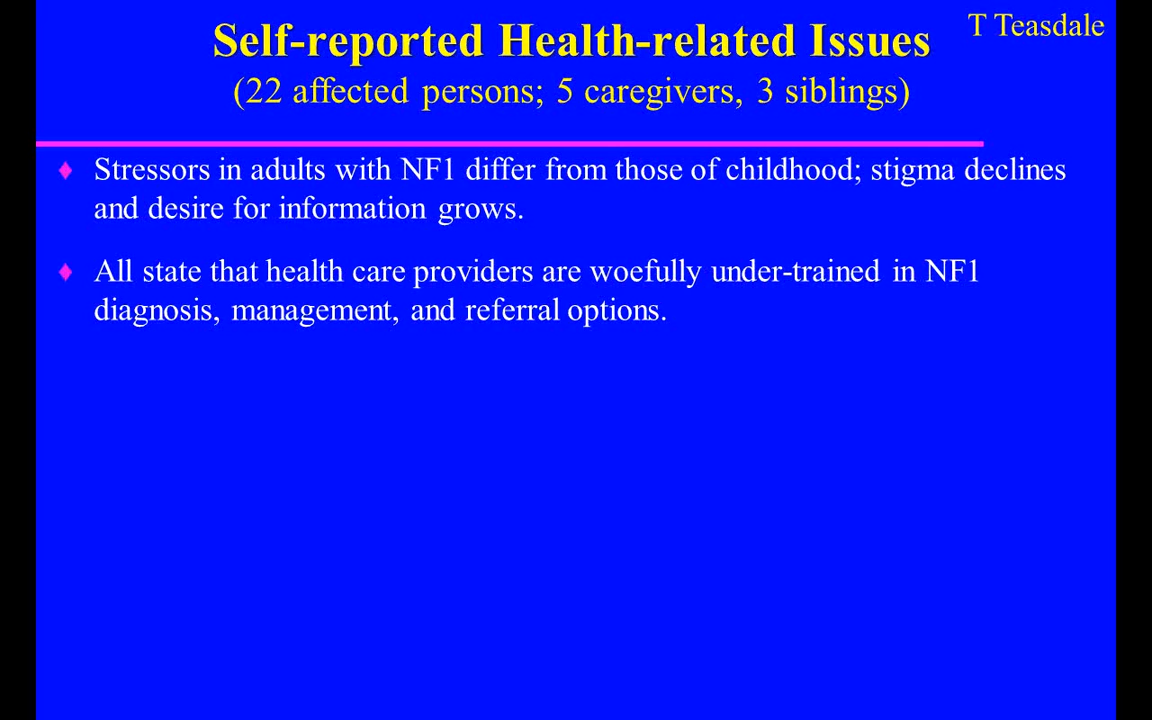 T Teasdale
Self-reported Health-related Issues
(22 affected persons; 5 caregivers, 3 siblings)
♦ Stressors in adults with NF1 differ from those of childhood; stigma declines
and desire for information grows.
♦ All state that health care providers are woefully under-trained in NF1
diagnosis, management, and referral options.